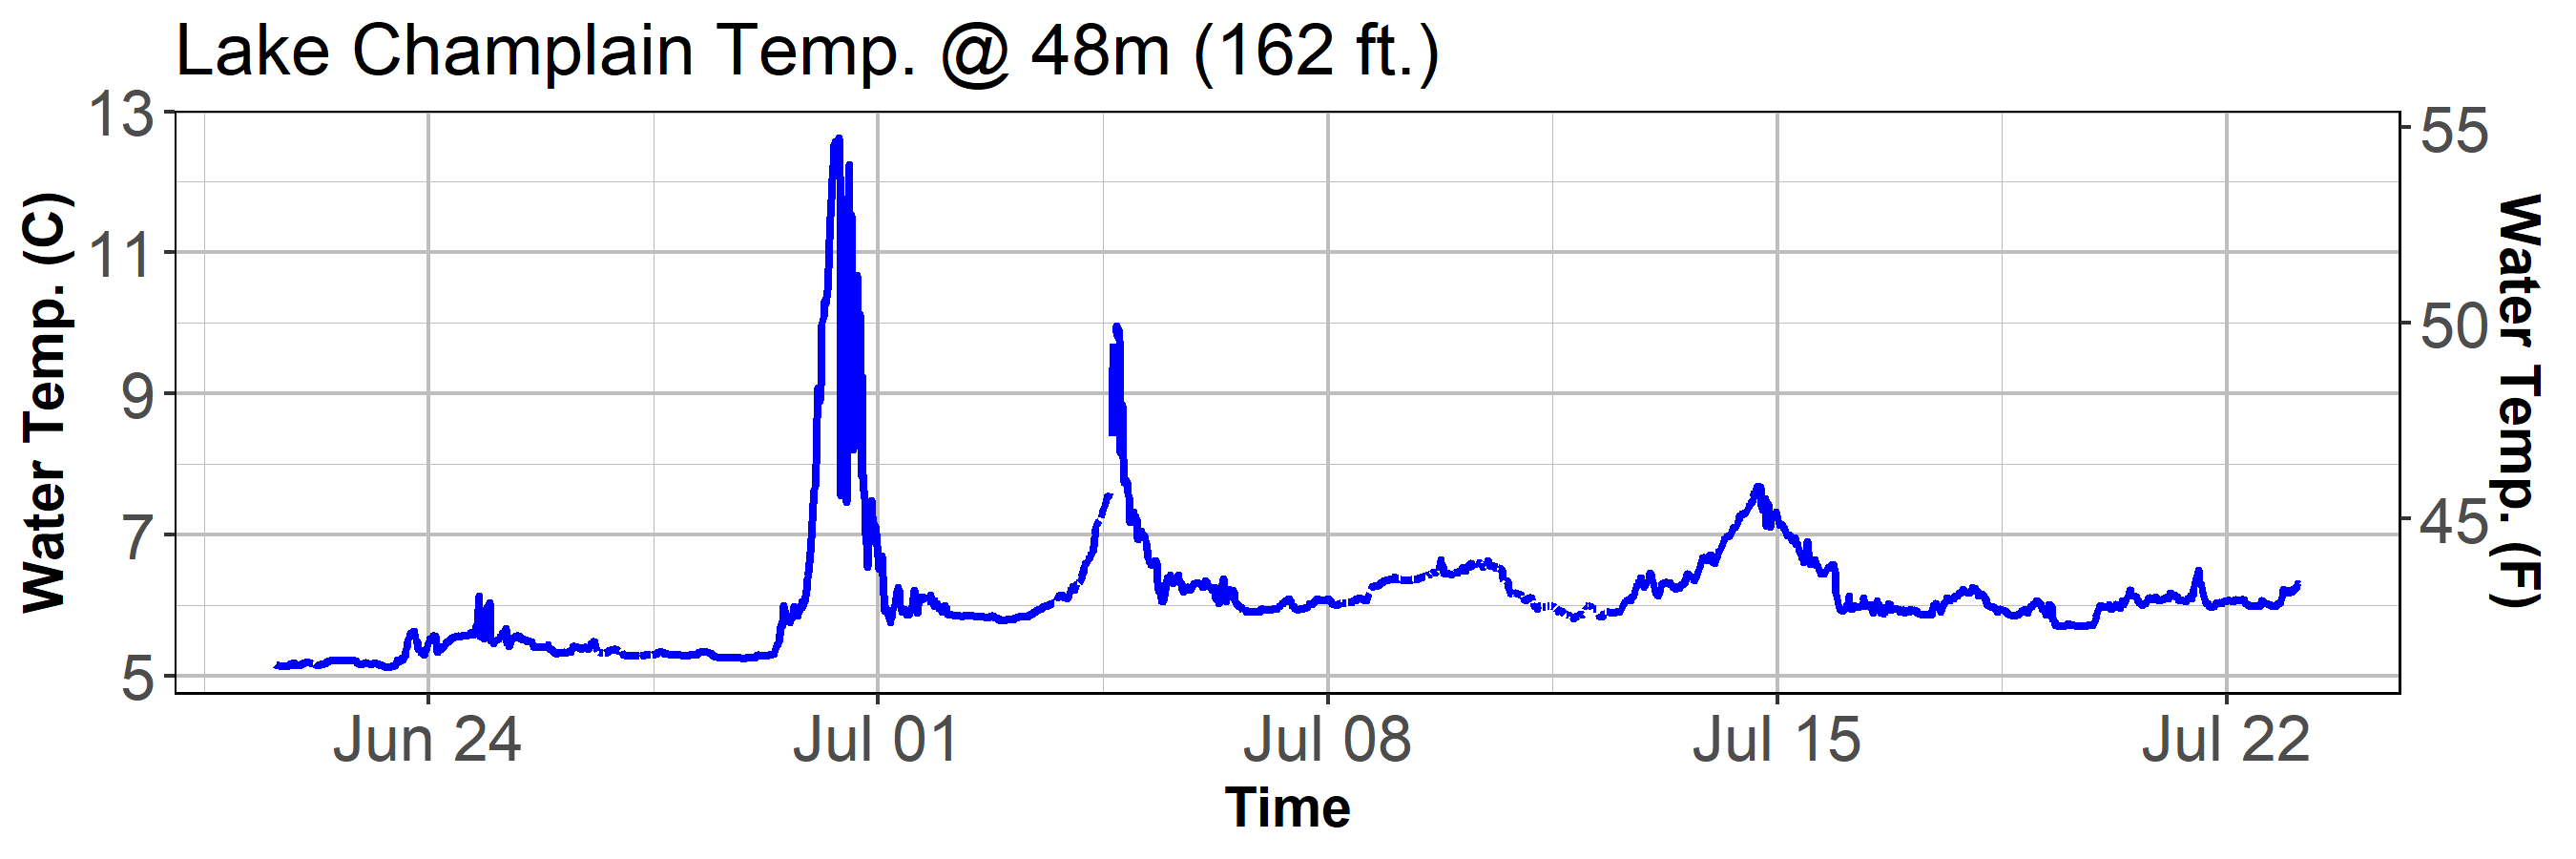 Lake Champlain Temp. @ 48m (162 ft.)
Water Temp. (C)
13
11
9
7
5
55
50
45
Water Temp. (F)
Jun 24
Jul 01
Jul 08
Jul 15
Jul 22
Time